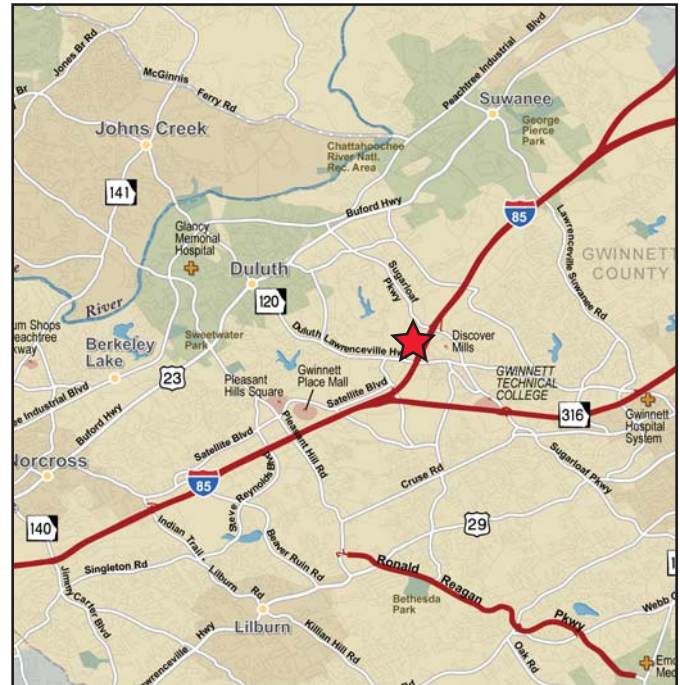 Jones Br Rd
McGinnis
Ferry Rd
Peachtree Industrial
Blvd
Suwanee
George
Pierce
Park
Johns Creek
Chattahoochee
River Natl.
Rec. Area
141
Buford Hwy
85
Lawrenceville Suwanee Rd
Glancy
Memorial
Hospital
GWINNETT
COUNTY
Duluth
Sugarloaf
Pkwy
120
River
Duluth Lawrenceville Hwy
Discover
Mills
Sweetwater
Park
Berkeley
Lake
23
Gwinnett
Place Mall
Pleasant
Hills Square
Satellite Blvd
GWINNETT
TECHNICAL
COLLEGE
316
Gwinnett
Hospital
System
Industrial Blvd
Buford Hwy
Pleasant Hill Rd
Satellite Blvd
Norcross
85
Steve Reynolds Blvd
Cruse Rd
Sugarloaf Pkwy
29
140
Indian Trail
Lilburn
Rd
Beaver Ruin Rd
Singleton Rd
Ronald
Reagan
Pkwy
Jimmy Carter Blvd
Bethesda
Park
Webb
Lilburn
Killian Hill Rd
Hwy
Oak Rd